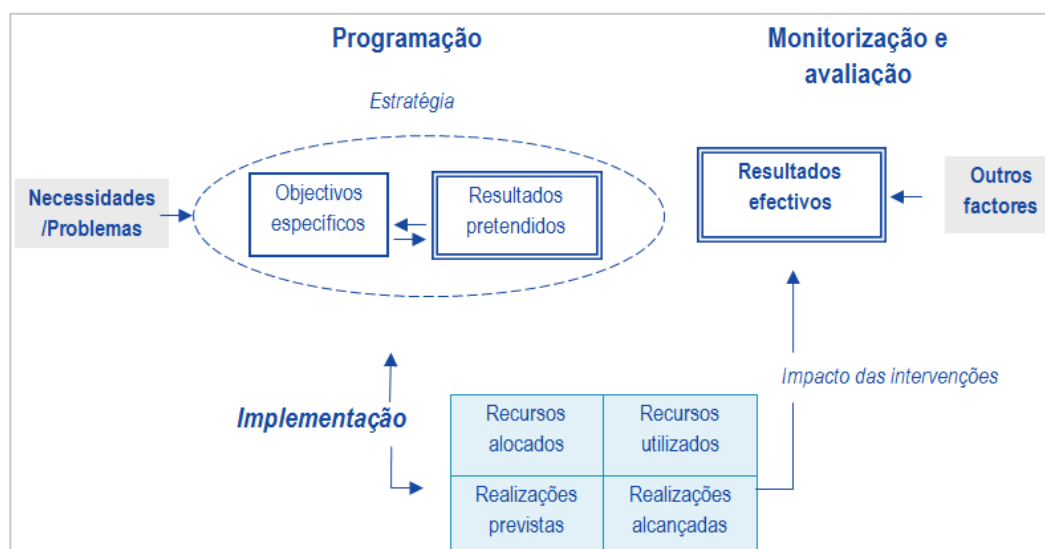 Programação
Monitorização e
avaliação
Estratégia
Necessidades
/Problemas
Objectivos
específicos
Resultados
pretendidos
Resultados
efectivos
Outros
factores
Implementação
Impacto das intervenções
Recursos
alocados
Recursos
utilizados
Realizações
previstas
Realizações
alcançadas